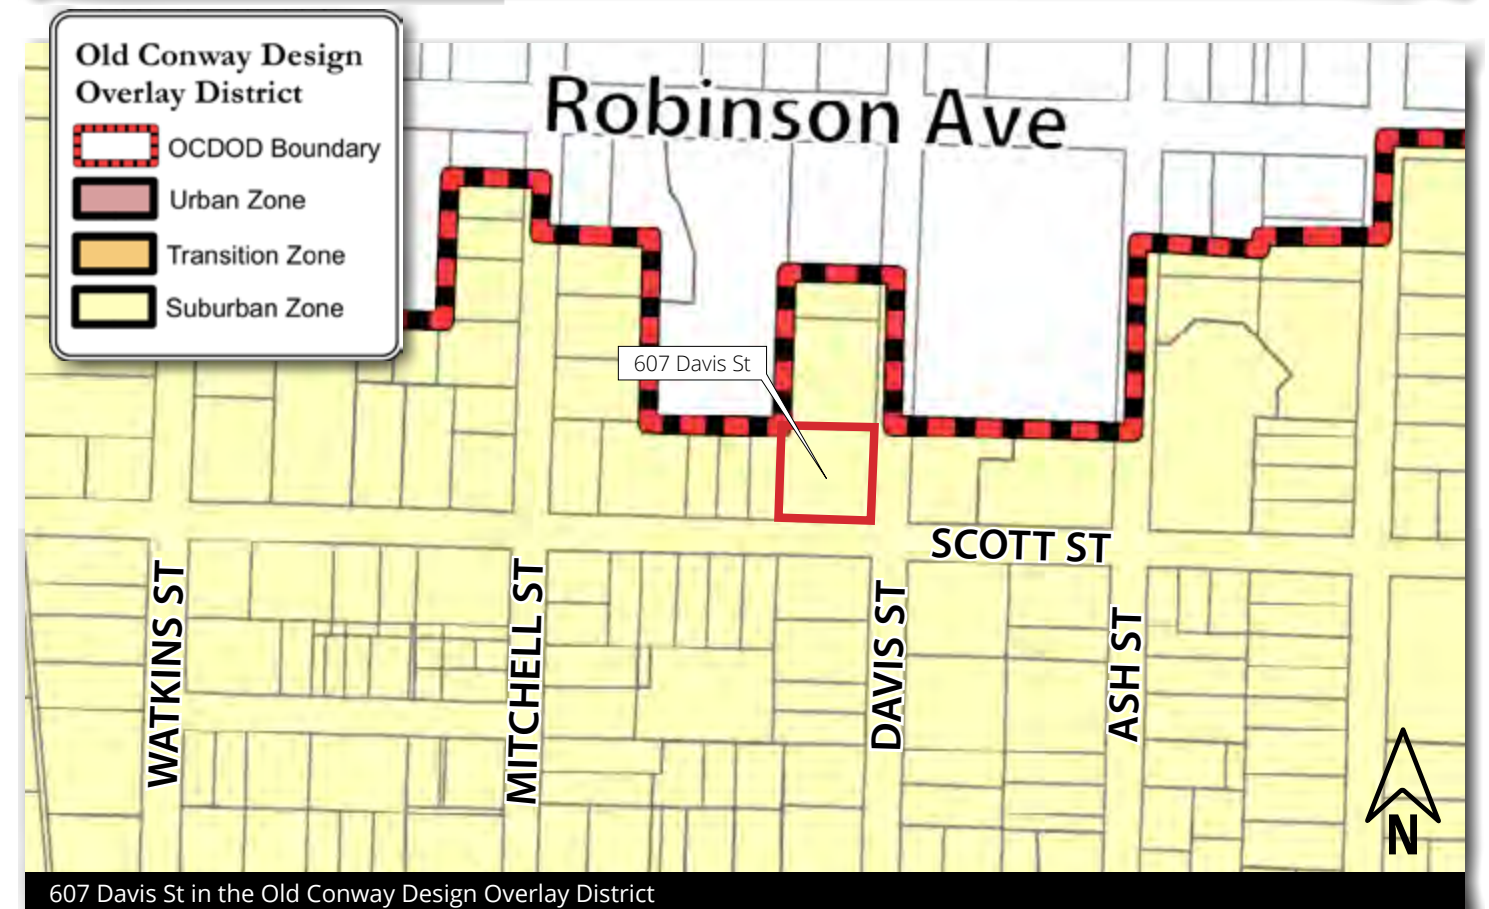 Old Conway Design
Overlay District
OCDOD Boundary
Urban Zone
Transition Zone
Suburban Zone
Robinson Ave
607 Davis St
SCOTT ST
WATKINS ST
MITCHELL ST
DAVIS ST
ASH ST
N
607 Davis St in the Old Conway Design Overlay District